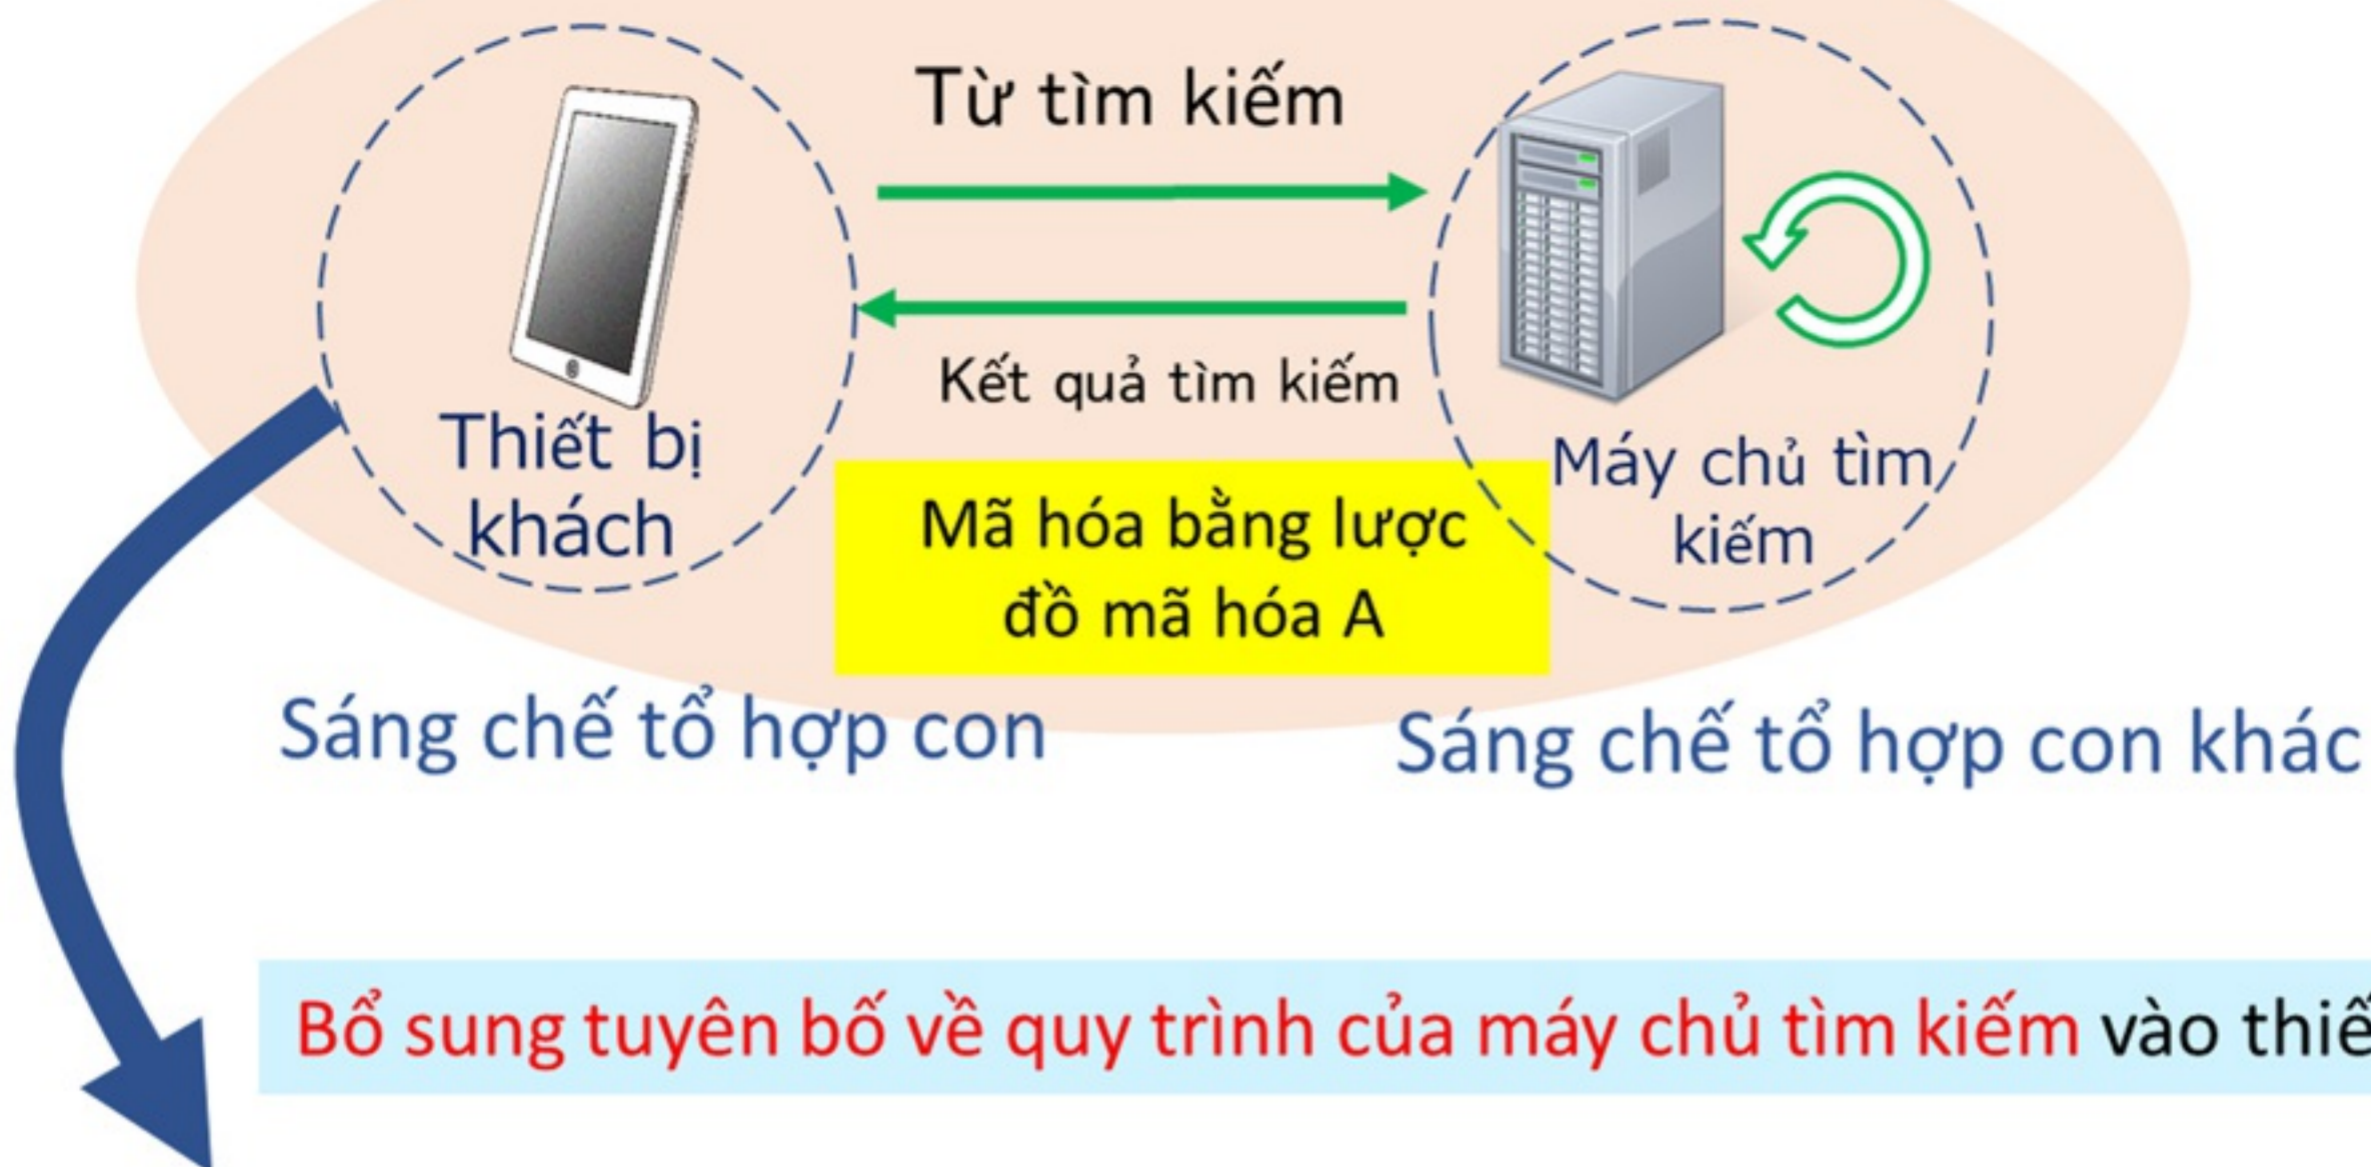 Từ tìm kiếm
Kết quả tìm kiếm
Thiết bị
khách
Máy chủ tìm
kiếm
Mã hóa bằng lược
đồ mã hóa A
Sáng chế tổ hợp con
Sáng chế tổ hợp con khác
Bổ sung tuyên bố về quy trình của máy chủ tìm kiếm vào